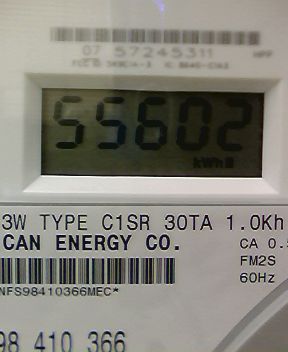 07 57245311
55602
kWh
3W TYPE C1SR 30TA 1.0Kh
CAN ENERGY CO.
CA 0.5
FM2S
60Hz
NFS98410366MEC*
98 410 366